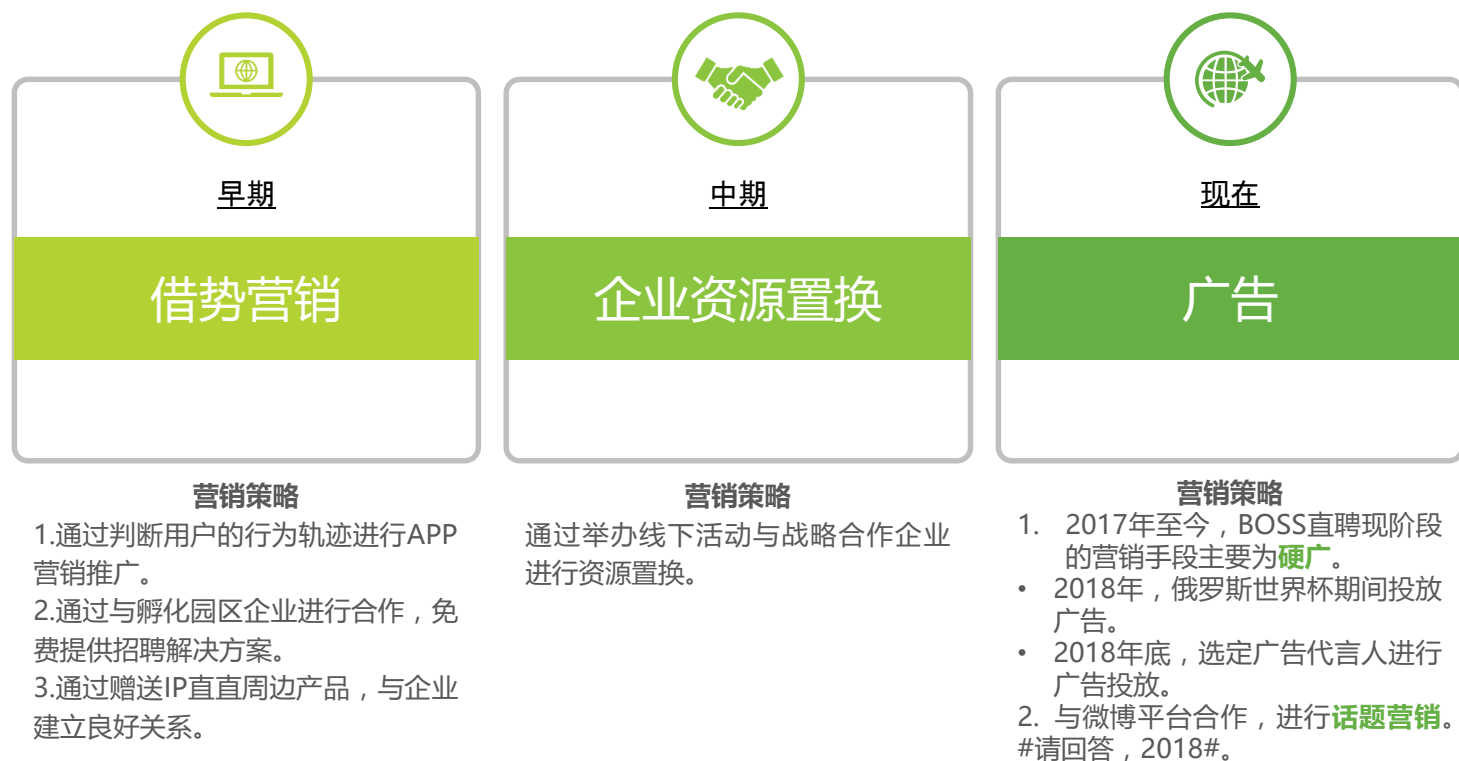 早期
借势营销
营销策略
1.通过判断用户的行为轨迹进行APP
营销推广。
2.通过与孵化园区企业进行合作，免
费提供招聘解决方案。
3.通过赠送IP直直周边产品，与企业
建立良好关系。
中期
企业资源置换
营销策略
通过举办线下活动与战略合作企业
进行资源置换。
现在
广告
营销策略
1. 2017年至今，BOSS直聘现阶段
的营销手段主要为硬广。
• 2018年，俄罗斯世界杯期间投放
广告。
• 2018年底，选定广告代言人进行
广告投放。
2. 与微博平台合作，进行话题营销。
#请回答，2018#。